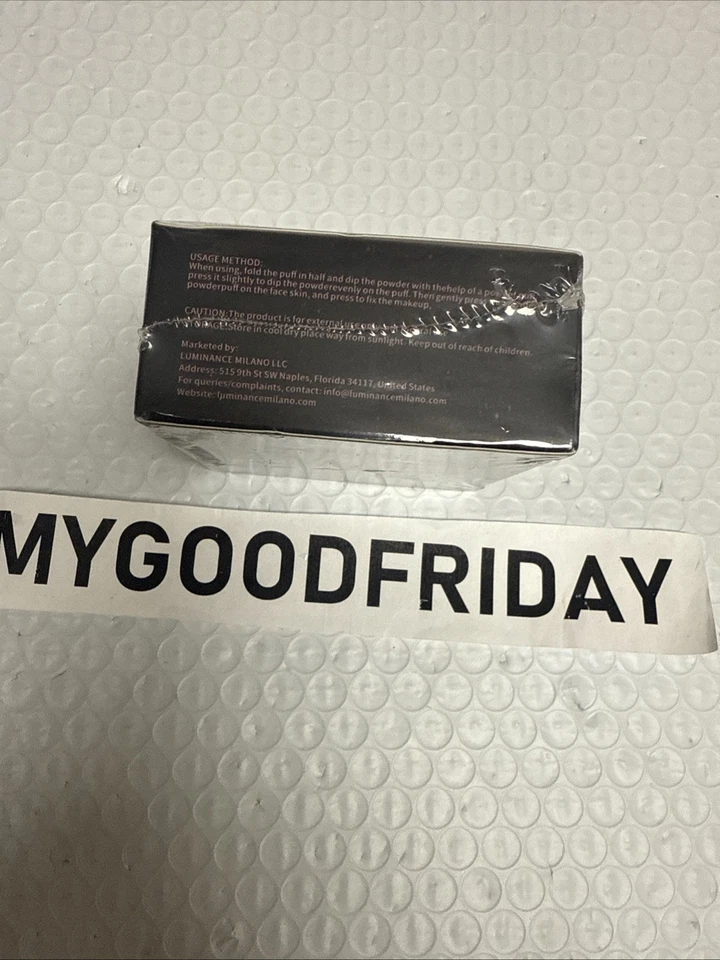 USAGE METHOD:
When using, fold the puff in half and dip the powder with thehelp of a
press it slightly to dip the powderevenly on the puff. Then gently press
powderpuff on the face skin, and press to fix the makeup,
CAUTION:The product is for external
Store in cool dry place way from sunlight. Keep out of reach of children.
Marketed by:
LUMINANCE MILANO LLC
Address: 515 9th St SW Naples, Florida 34117, United States
For queries/complaints, contact: info@luminancemilano.com
Website: luminancemilano.com
MYGOODFRIDAY